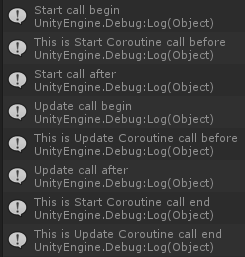 Start call begin
UnityEngine.Debug:Log(Object)
This is Start Coroutine call before
UnityEngine.Debug:Log(Object)
Start call after
UnityEngine.Debug:Log(Object)
Update call begin
UnityEngine.Debug:Log(Object)
This is Update Coroutine call before
UnityEngine.Debug:Log(Object)
Update call after
UnityEngine.Debug:Log(Object)
This is Start Coroutine call end
UnityEngine.Debug:Log(Object)
This is Update Coroutine call end
UnityEngine.Debug:Log(Object)